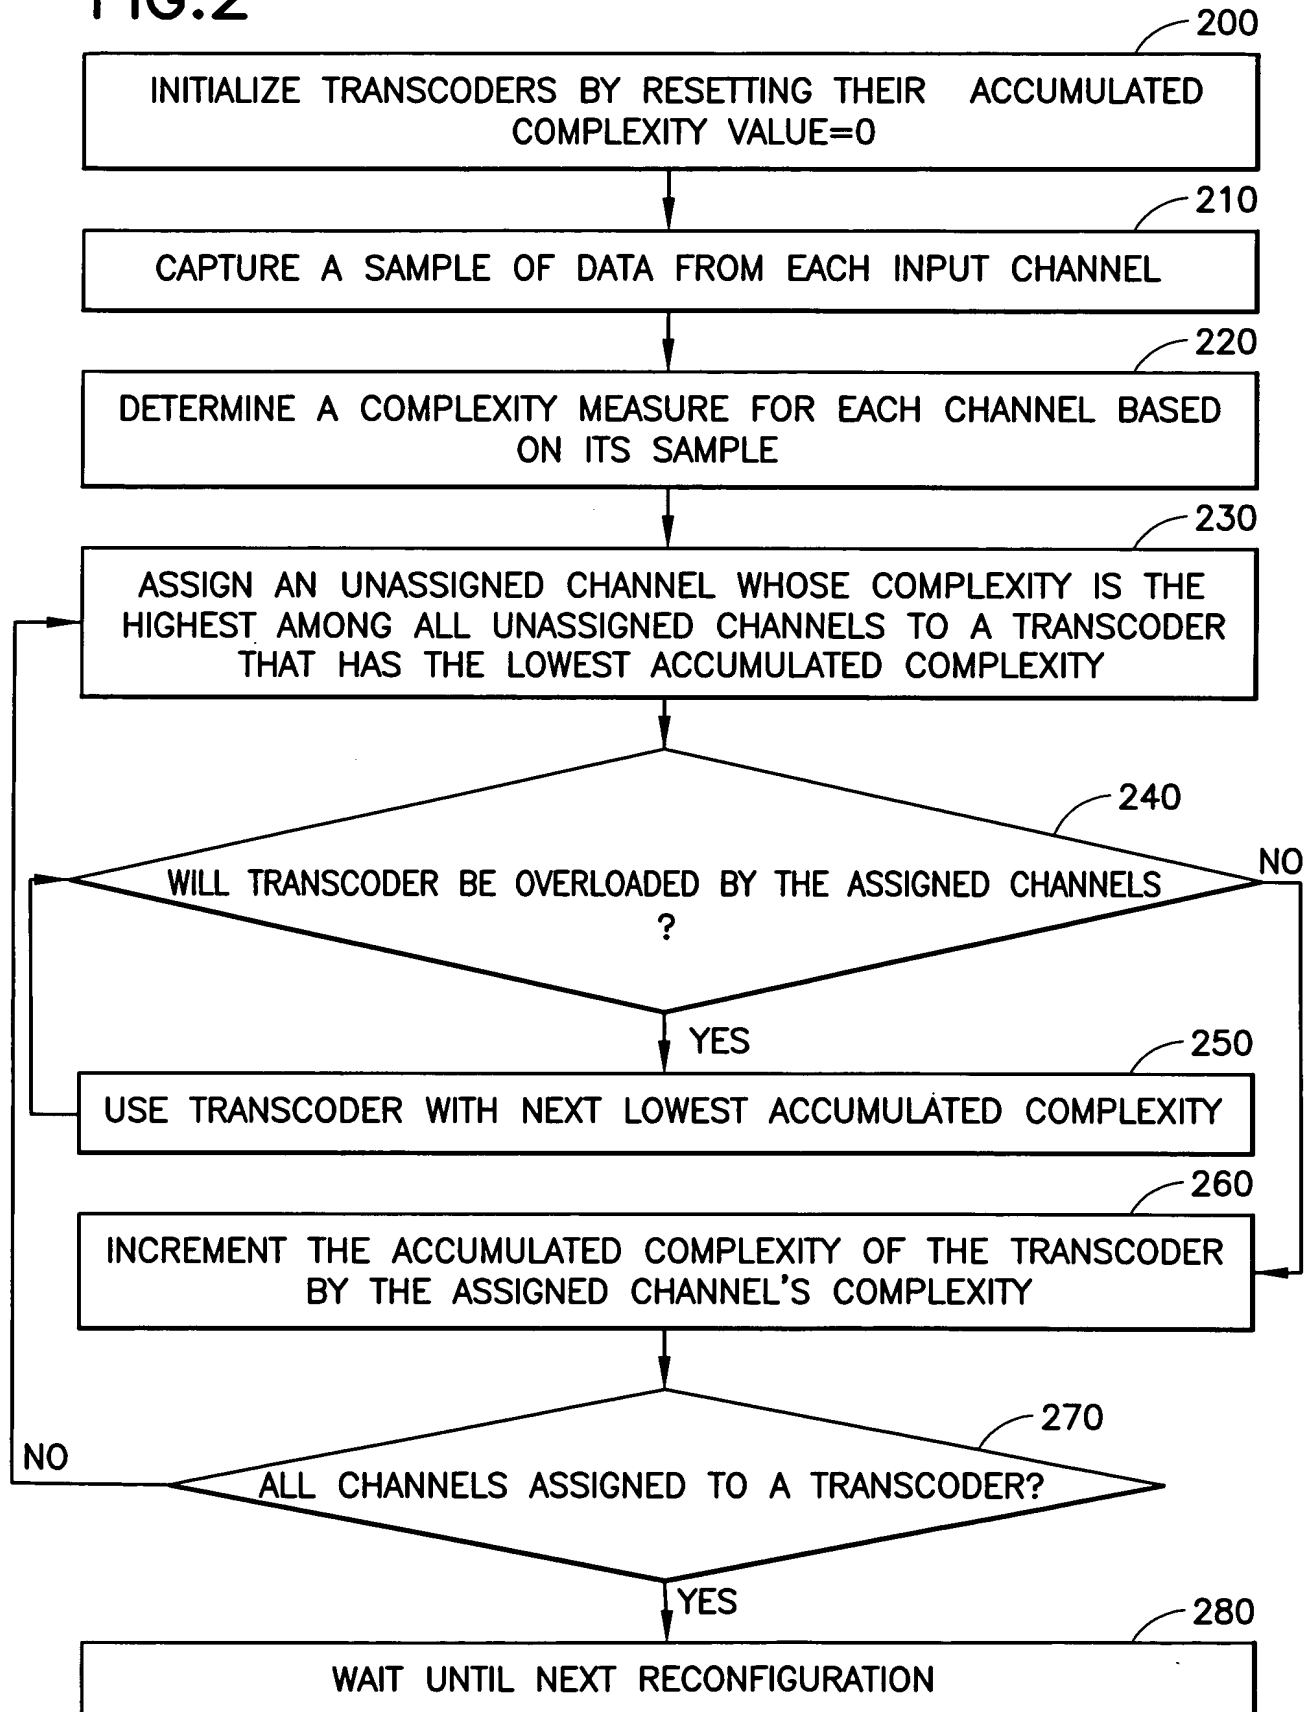 FIG.2
200
INITIALIZE TRANSCODERS BY RESETTING THEIR ACCUMULATED
COMPLEXITY VALUE=0
210
CAPTURE A SAMPLE OF DATA FROM EACH INPUT CHANNEL
220
DETERMINE A COMPLEXITY MEASURE FOR EACH CHANNEL BASED
ON ITS SAMPLE
230
ASSIGN AN UNASSIGNED CHANNEL WHOSE COMPLEXITY IS THE
HIGHEST AMONG ALL UNASSIGNED CHANNELS TO A TRANSCODER
THAT HAS THE LOWEST ACCUMULATED COMPLEXITY
240
NO
WILL TRANSCODER BE OVERLOADED BY THE ASSIGNED CHANNELS
?
YES
250
USE TRANSCODER WITH NEXT LOWEST ACCUMULATED COMPLEXITY
260
INCREMENT THE ACCUMULATED COMPLEXITY OF THE TRANSCODER
BY THE ASSIGNED CHANNEL'S COMPLEXITY
270
NO
ALL CHANNELS ASSIGNED TO A TRANSCODER?
YES
280
WAIT UNTIL NEXT RECONFIGURATION